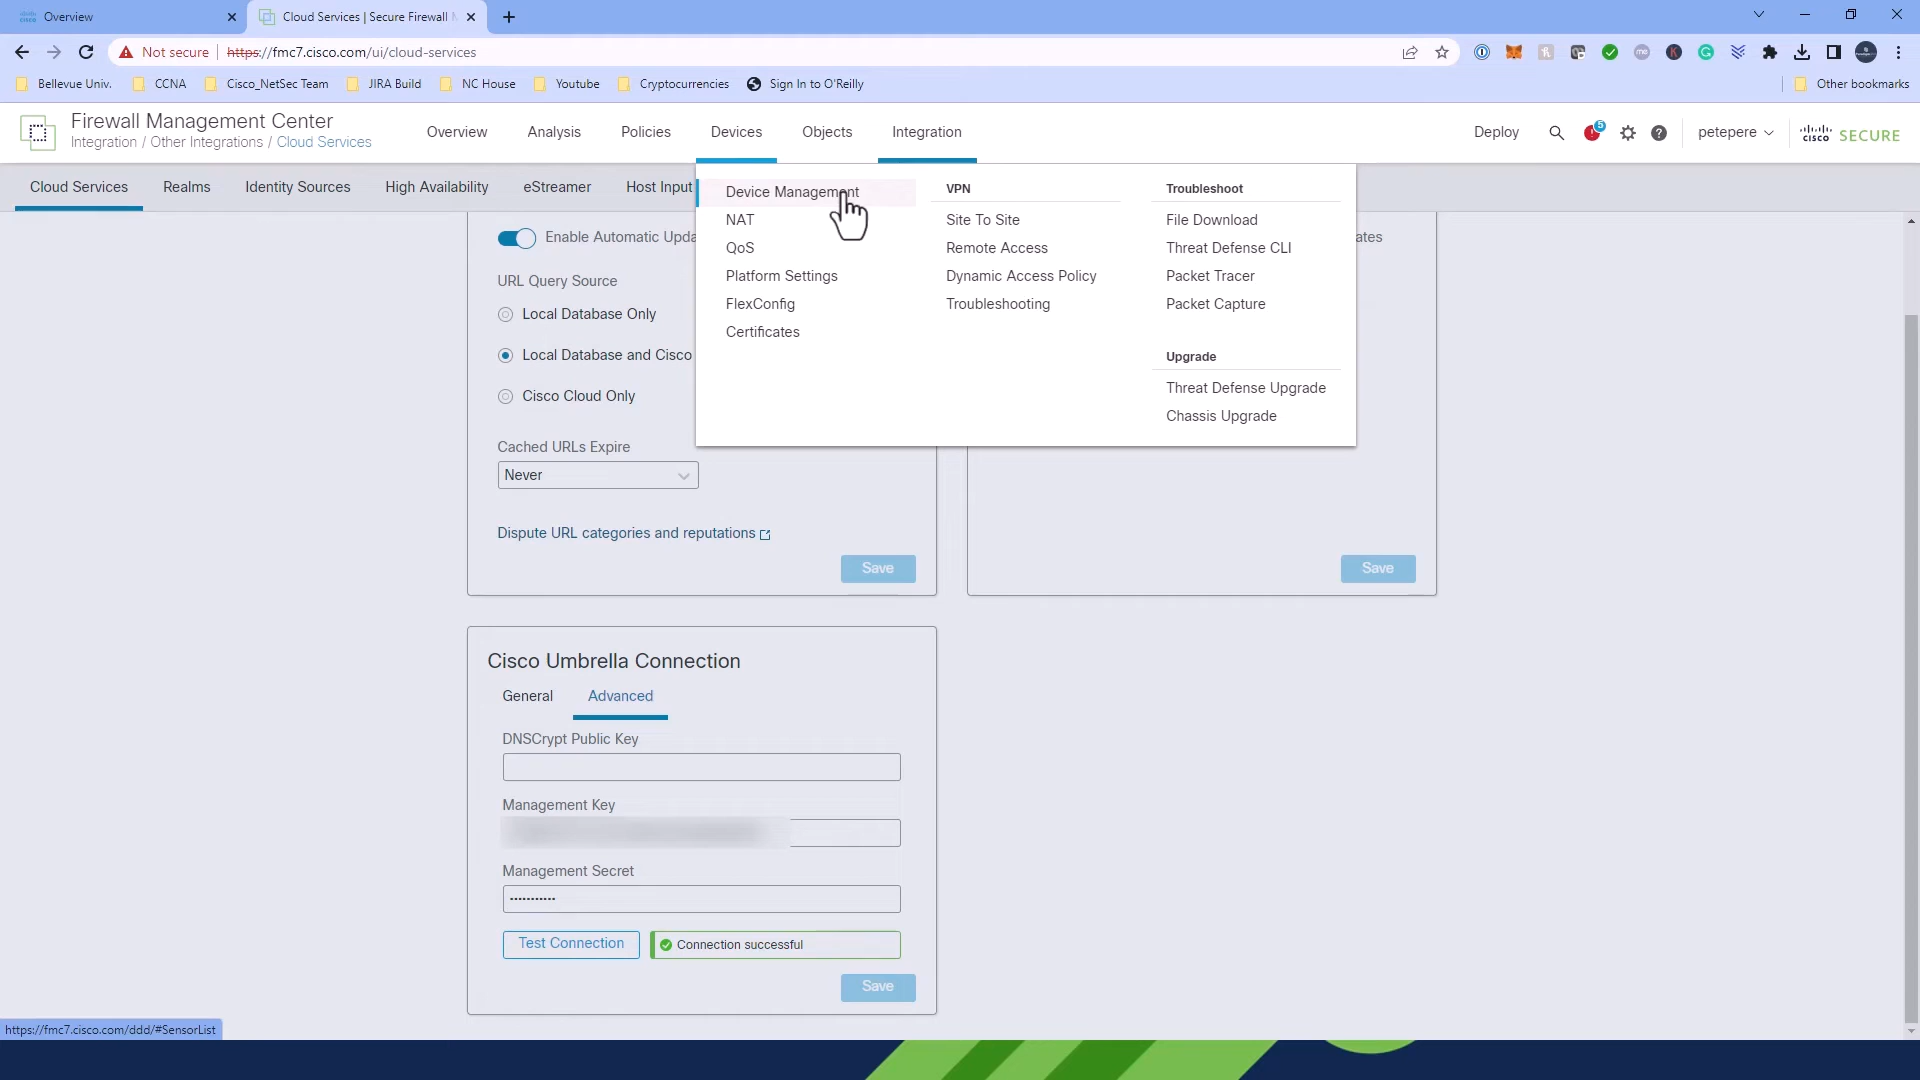 Overview
Cloud Services | Secure Firewall
Not secure
https://fmc7.cisco.com/ui/cloud-services
Bellevue Univ.
CCNA
Cisco_NetSec Team
JIRA Build
NC House
Youtube
Cryptocurrencies
Sign In to O'Reilly
Other bookmarks
Firewall Management Center
Integration / Other Integrations / Cloud Services
Overview
Analysis
Policies
Devices
Objects
Integration
Deploy
5
petepere
cisco SECURE
Cloud Services
Realms
Identity Sources
High Availability
eStreamer
Host Input
Device Management
NAT
QoS
Platform Settings
FlexConfig
Certificates
VPN
Site To Site
Remote Access
Dynamic Access Policy
Troubleshooting
Troubleshoot
File Download
Threat Defense CLI
Packet Tracer
Packet Capture
Upgrade
Threat Defense Upgrade
Chassis Upgrade
Enable Automatic Upda
ates
URL Query Source
Local Database Only
Local Database and Cisco
Cisco Cloud Only
Cached URLs Expire
Never
Dispute URL categories and reputations
Save
Save
Cisco Umbrella Connection
General
Advanced
DNSCrypt Public Key
Management Key
Management Secret
•••••••••••
Test Connection
Connection successful
Save
https://fmc7.cisco.com/ddd/#SensorList